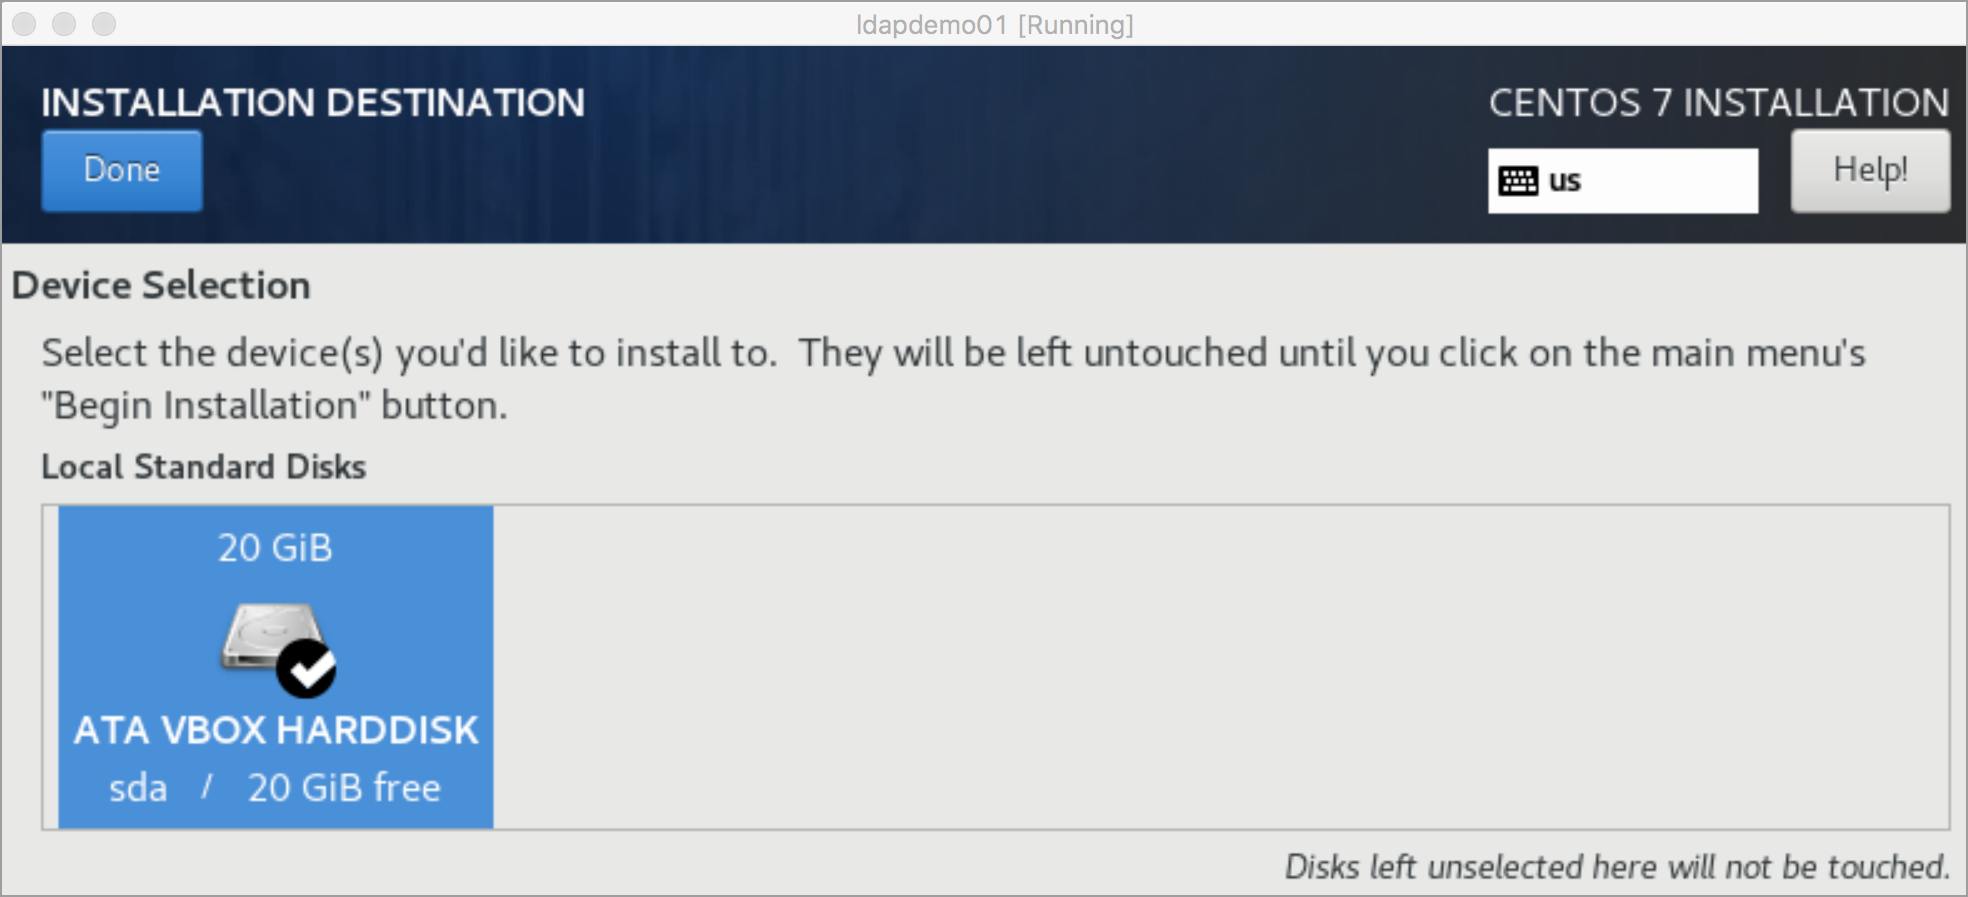 ldapdemo01 [Running]
INSTALLATION DESTINATION
CENTOS 7 INSTALLATION
Done
us
Help!
Device Selection
Select the device(s) you'd like to install to.  They will be left untouched until you click on the main menu's
"Begin Installation" button.
Local Standard Disks
20 GiB
ATA VBOX HARDDISK
sda / 20 GiB free
Disks left unselected here will not be touched.